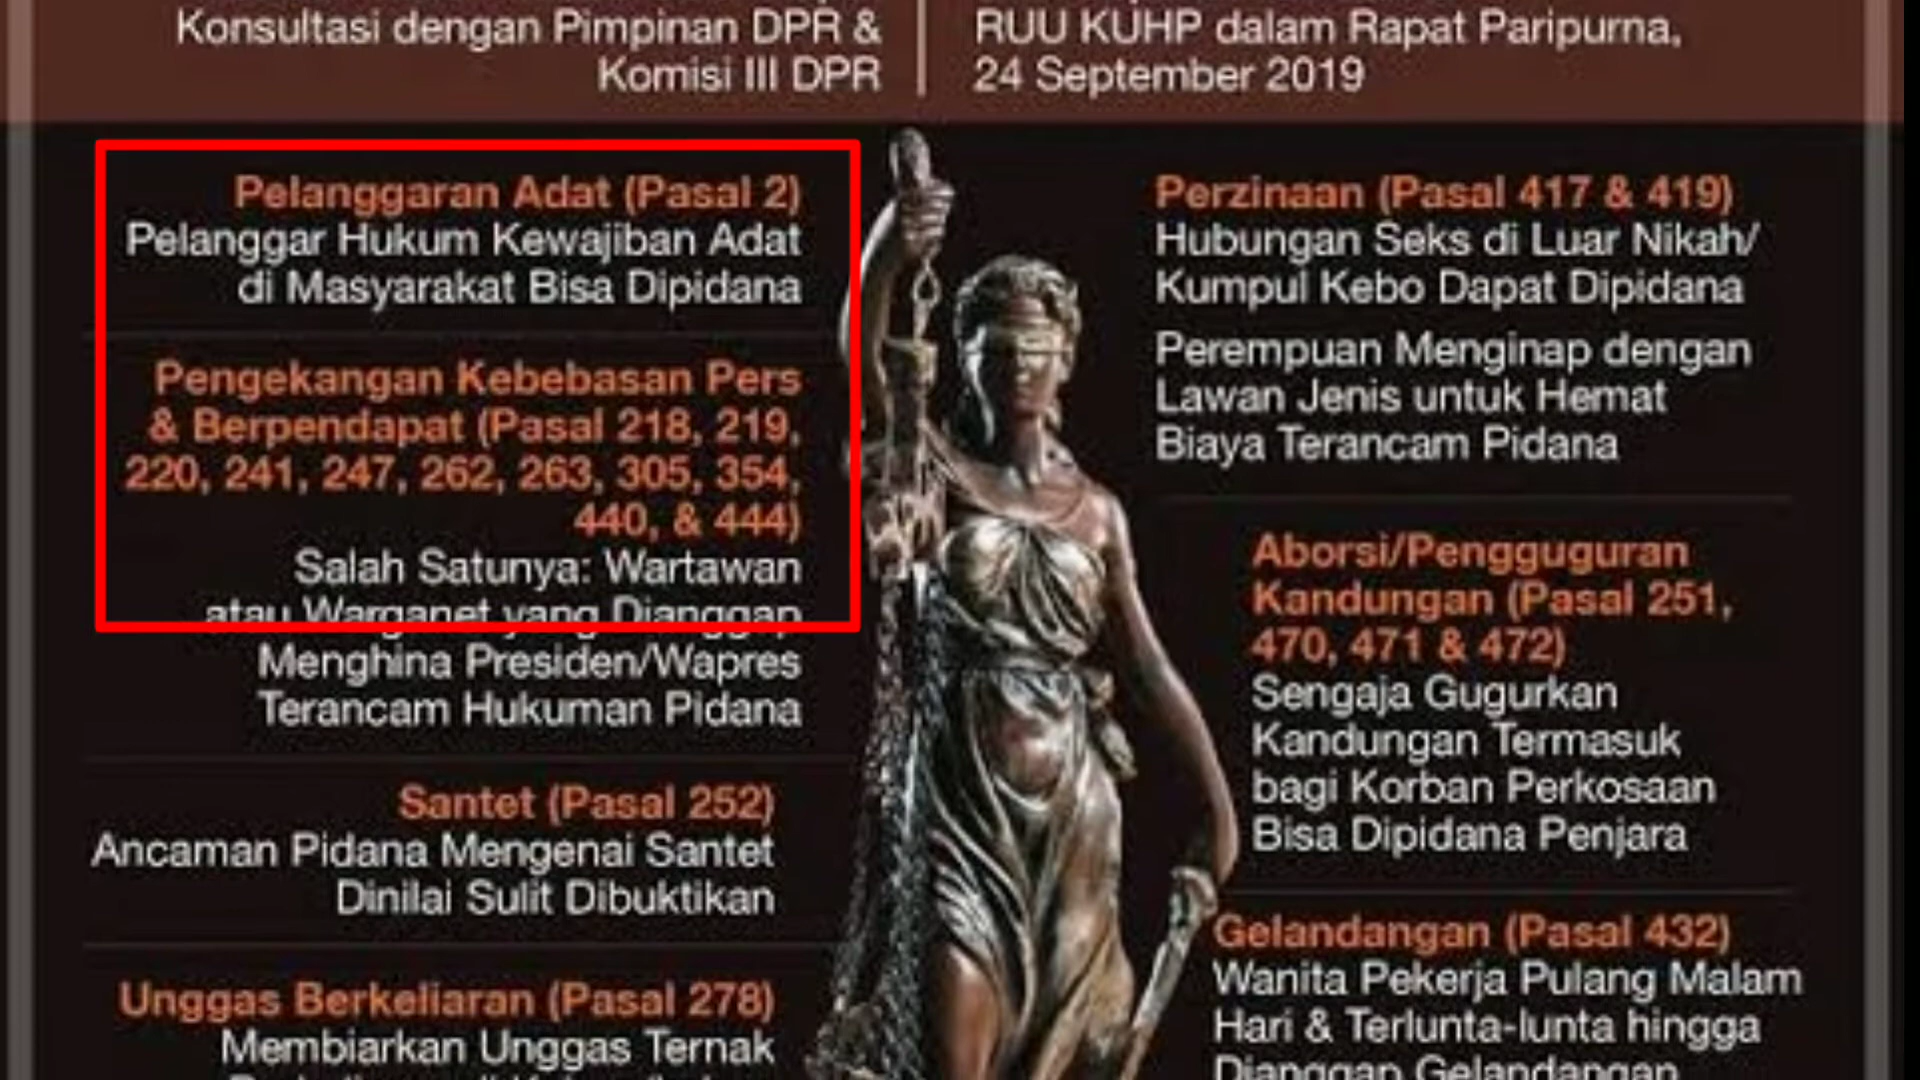 Konsultasi dengan Pimpinan DPR &
Komisi III DPR
RUU KUHP dalam Rapat Paripurna,
24 September 2019
Pelanggaran Adat (Pasal 2)
Pelanggar Hukum Kewajiban Adat
di Masyarakat Bisa Dipidana
Pengekangan Kebebasan Pers
& Berpendapat (Pasal 218, 219,
220, 241, 247, 262, 263, 305, 354,
440, & 444)
Salah Satunya: Wartawan
atau Warganet yang Dianggap
Menghina Presiden/Wapres
Terancam Hukuman Pidana
Santet (Pasal 252)
Ancaman Pidana Mengenai Santet
Dinilai Sulit Dibuktikan
Unggas Berkeliaran (Pasal 278)
Membiarkan Unggas Ternak
Perzinaan (Pasal 417 & 419)
Hubungan Seks di Luar Nikah/
Kumpul Kebo Dapat Dipidana
Perempuan Menginap dengan
Lawan Jenis untuk Hemat
Biaya Terancam Pidana
Aborsi/Pengguguran
Kandungan (Pasal 251,
470, 471 & 472)
Sengaja Gugurkan
Kandungan Termasuk
bagi Korban Perkosaan
Bisa Dipidana Penjara
Gelandangan (Pasal 432)
Wanita Pekerja Pulang Malam
Hari & Terlunta-lunta hingga
Dianggap Gelandangan